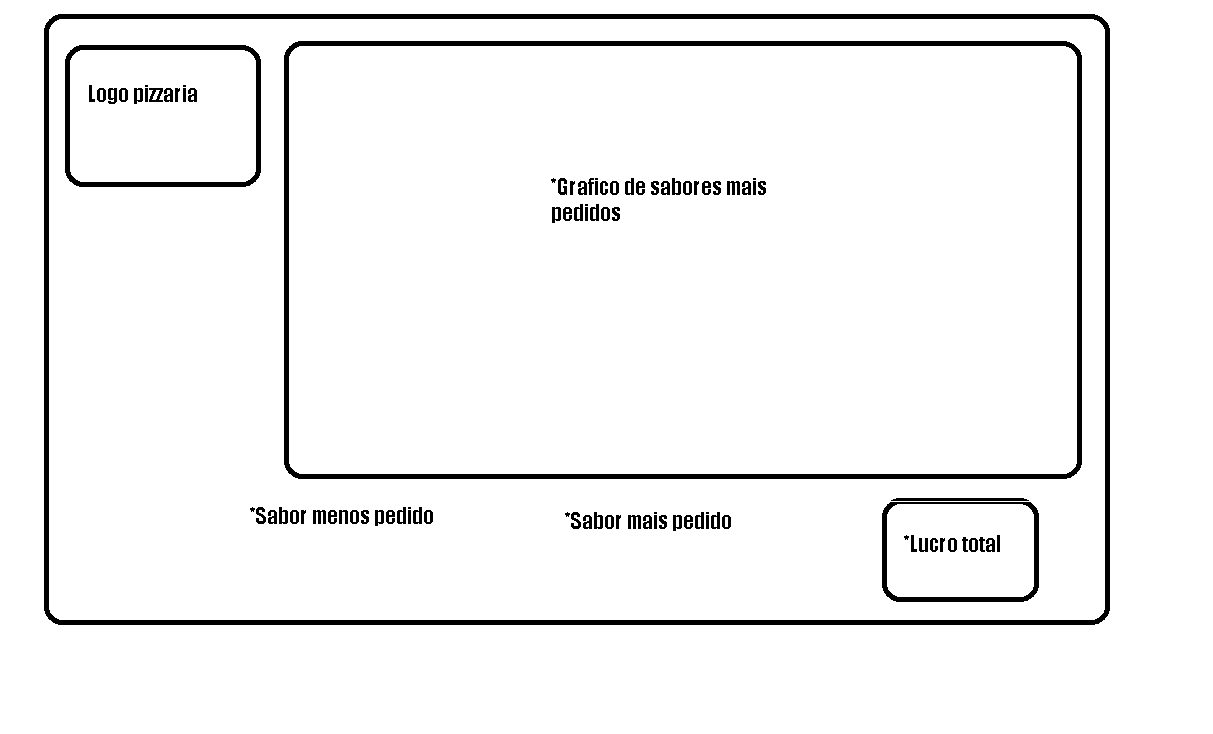 Logo pizzaria
*Grafico de sabores mais
pedidos
*Sabor menos pedido
*Sabor mais pedido
*Lucro total